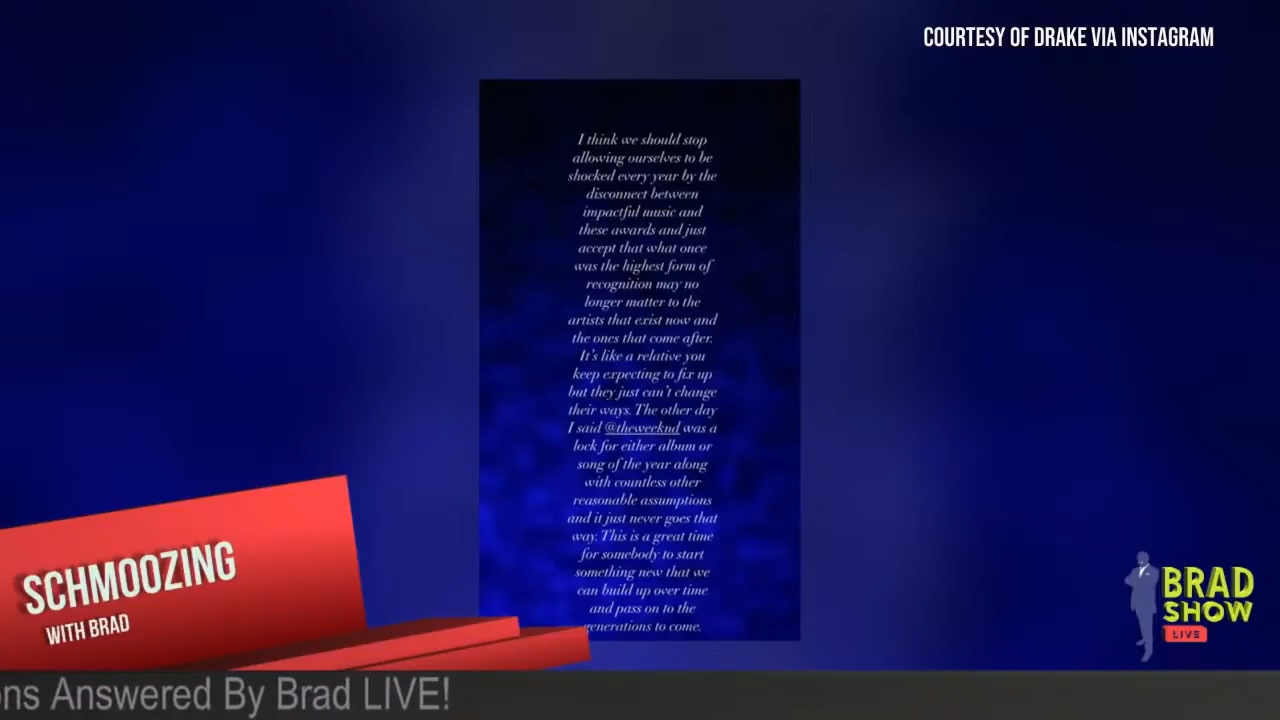 COURTESY OF DRAKE VIA INSTAGRAM
I think we should stop
allowing ourselves to be
shocked every year by the
disconnect between
impactful music and
these awards and just
accept that what once
was the highest form of
recognition may no
longer matter to the
artists that exist now and
the ones that come after.
It's like a relative you
keep expecting to fix up
but they just can't change
their ways. The other day
I said @theweeknd was a
lock for either album or
song of the year along
with countless other
reasonable assumptions
and it just never goes that
way. This is a great time
for somebody to start
something new that we
can build up over time
and pass on to the
generations to come.
SCHMOOZING
WITH BRAD
BRAD
SHOW
LIVE
ons Answered By Brad LIVE!